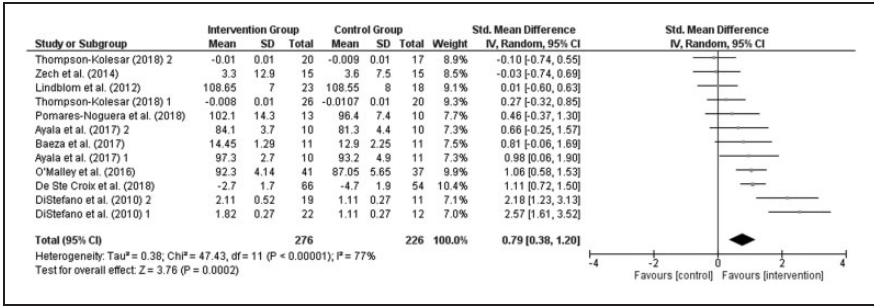 Intervention Group Control Group Std. Mean Difference Std. Mean Difference
Study or Subgroup Mean SD Total Mean SD Total Weight IV, Random, 95% CI IV, Random, 95% CI
Thompson-Kolesar (2018) 2 -0.01 0.01 20 -0.009 0.01 17 8.9% -0.10 [-0.74, 0.55]
Zech et al. (2014) 3.3 12.9 15 3.6 7.5 15 8.5% -0.03 [-0.74, 0.69]
Lindblom et al. (2012) 108.65 7 23 108.55 8 18 9.1% 0.01 [-0.60, 0.63]
Thompson-Kolesar (2018) 1 -0.008 0.01 26 -0.0107 0.01 20 9.3% 0.27 [-0.32, 0.85]
Pomares-Noguera et al. (2018) 102.1 14.3 13 96.4 7.4 10 8.0% 0.46 [-0.37, 1.30]
Ayala et al. (2017) 2 84.1 3.7 10 81.3 4.4 10 7.6% 0.66 [-0.25, 1.57]
Baeza et al. (2017) 14.45 1.29 11 12.9 2.25 11 7.8% 0.81 [-0.06, 1.69]
Ayala et al. (2017) 1 97.3 2.7 10 93.2 4.9 11 7.5% 0.98 [0.06, 1.90]
O'Malley et al. (2016) 92.3 4.14 41 87.05 5.65 37 9.9% 1.06 [0.58, 1.53]
De Ste Croix et al. (2018) -2.7 1.7 66 -4.7 1.9 54 10.4% 1.11 [0.72, 1.50]
DiStefano et al. (2010) 2 2.11 0.52 19 1.11 0.27 11 7.4% 2.18 [1.23, 3.13]
DiStefano et al. (2010) 1 1.82 0.27 22 1.11 0.27 12 7.0% 2.57 [1.61, 3.52]
Total (95% CI) 276 226 100.0% 0.79 [0.38, 1.20]
Heterogeneity: Tau² = 0.38; Chi² = 47.43, df = 11 (P < 0.00001); I² = 77%
Test for overall effect: Z = 3.76 (P = 0.0002)
-4 -2 0 2 4
Favours [control] Favours [intervention]